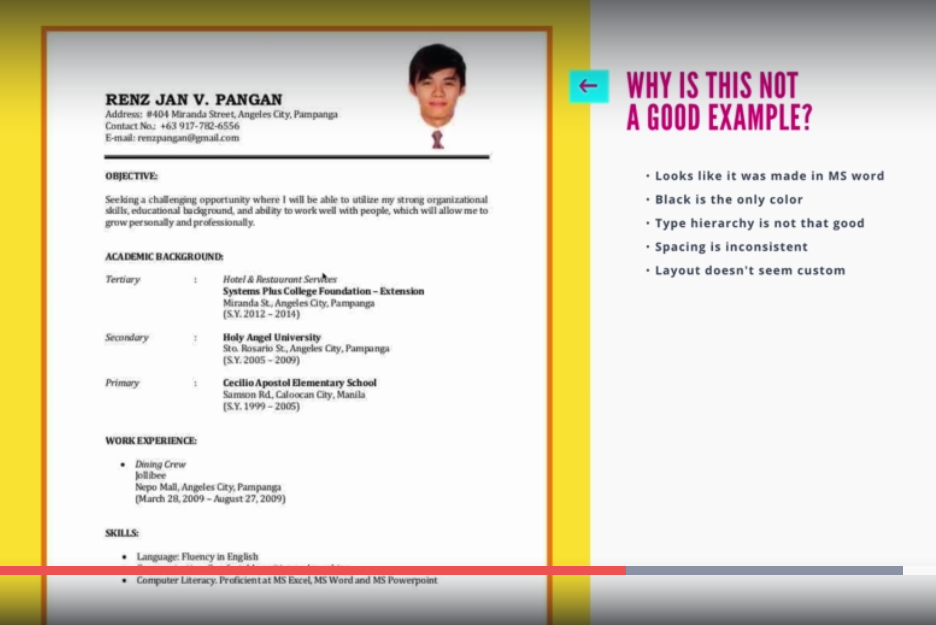 RENZ JAN V. PANGAN
Address: #404 Miranda Street, Angeles City, Pampanga
Contact No.: +63 917-782-6556
E-mail: renzpangan@gmail.com
OBJECTIVE:
Seeking a challenging opportunity where I will be able to utilize my strong organizational
skills, educational background, and ability to work well with people, which will allow me to
grow personally and professionally.
ACADEMIC BACKGROUND:
Tertiary : Hotel & Restaurant Services
Systems Plus College Foundation – Extension
Miranda St., Angeles City, Pampanga
(S.Y. 2012 – 2014)
Secondary : Holy Angel University
Sto. Rosario St., Angeles City, Pampanga
(S.Y. 2005 – 2009)
Primary : Cecilio Apostol Elementary School
Samson Rd., Caloocan City, Manila
(S.Y. 1999 – 2005)
WORK EXPERIENCE:
• Dining Crew
Jollibee
Nepo Mall, Angeles City, Pampanga
(March 28, 2009 – August 27, 2009)
SKILLS:
• Language: Fluency in English
• Computer Literacy. Proficient at MS Excel, MS Word and MS Powerpoint
WHY IS THIS NOT
A GOOD EXAMPLE?
• Looks like it was made in MS word
• Black is the only color
• Type hierarchy is not that good
• Spacing is inconsistent
• Layout doesn't seem custom